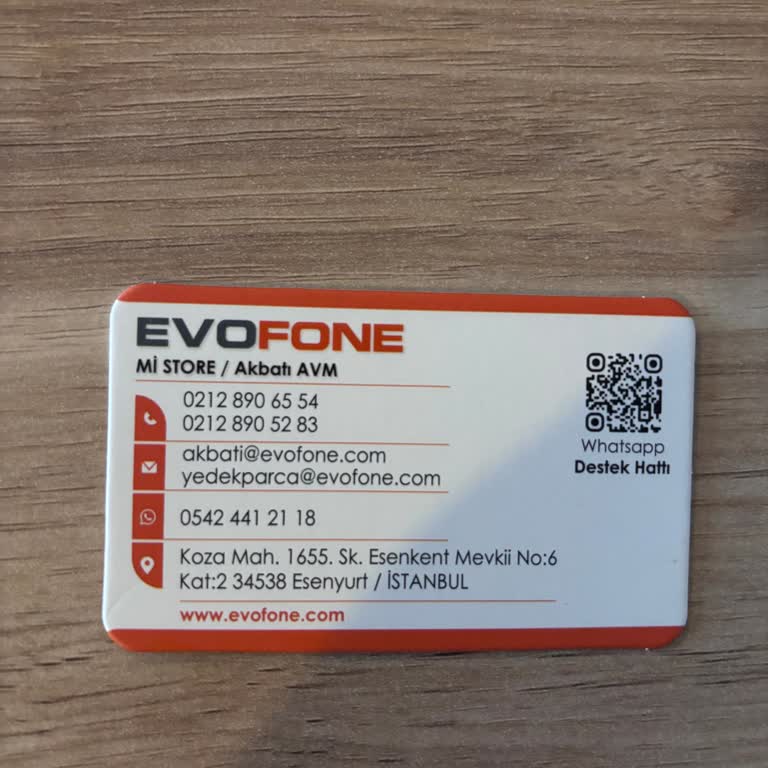 EVOFONE
Mİ STORE / Akbatı AVM
0212 890 65 54
0212 890 52 83
akbati@evofone.com
yedekparca@evofone.com
0542 441 21 18
Koza Mah. 1655. Sk. Esenkent Mevkii No:6
Kat:2 34538 Esenyurt / İSTANBUL
www.evofone.com
Whatsapp
Destek Hattı